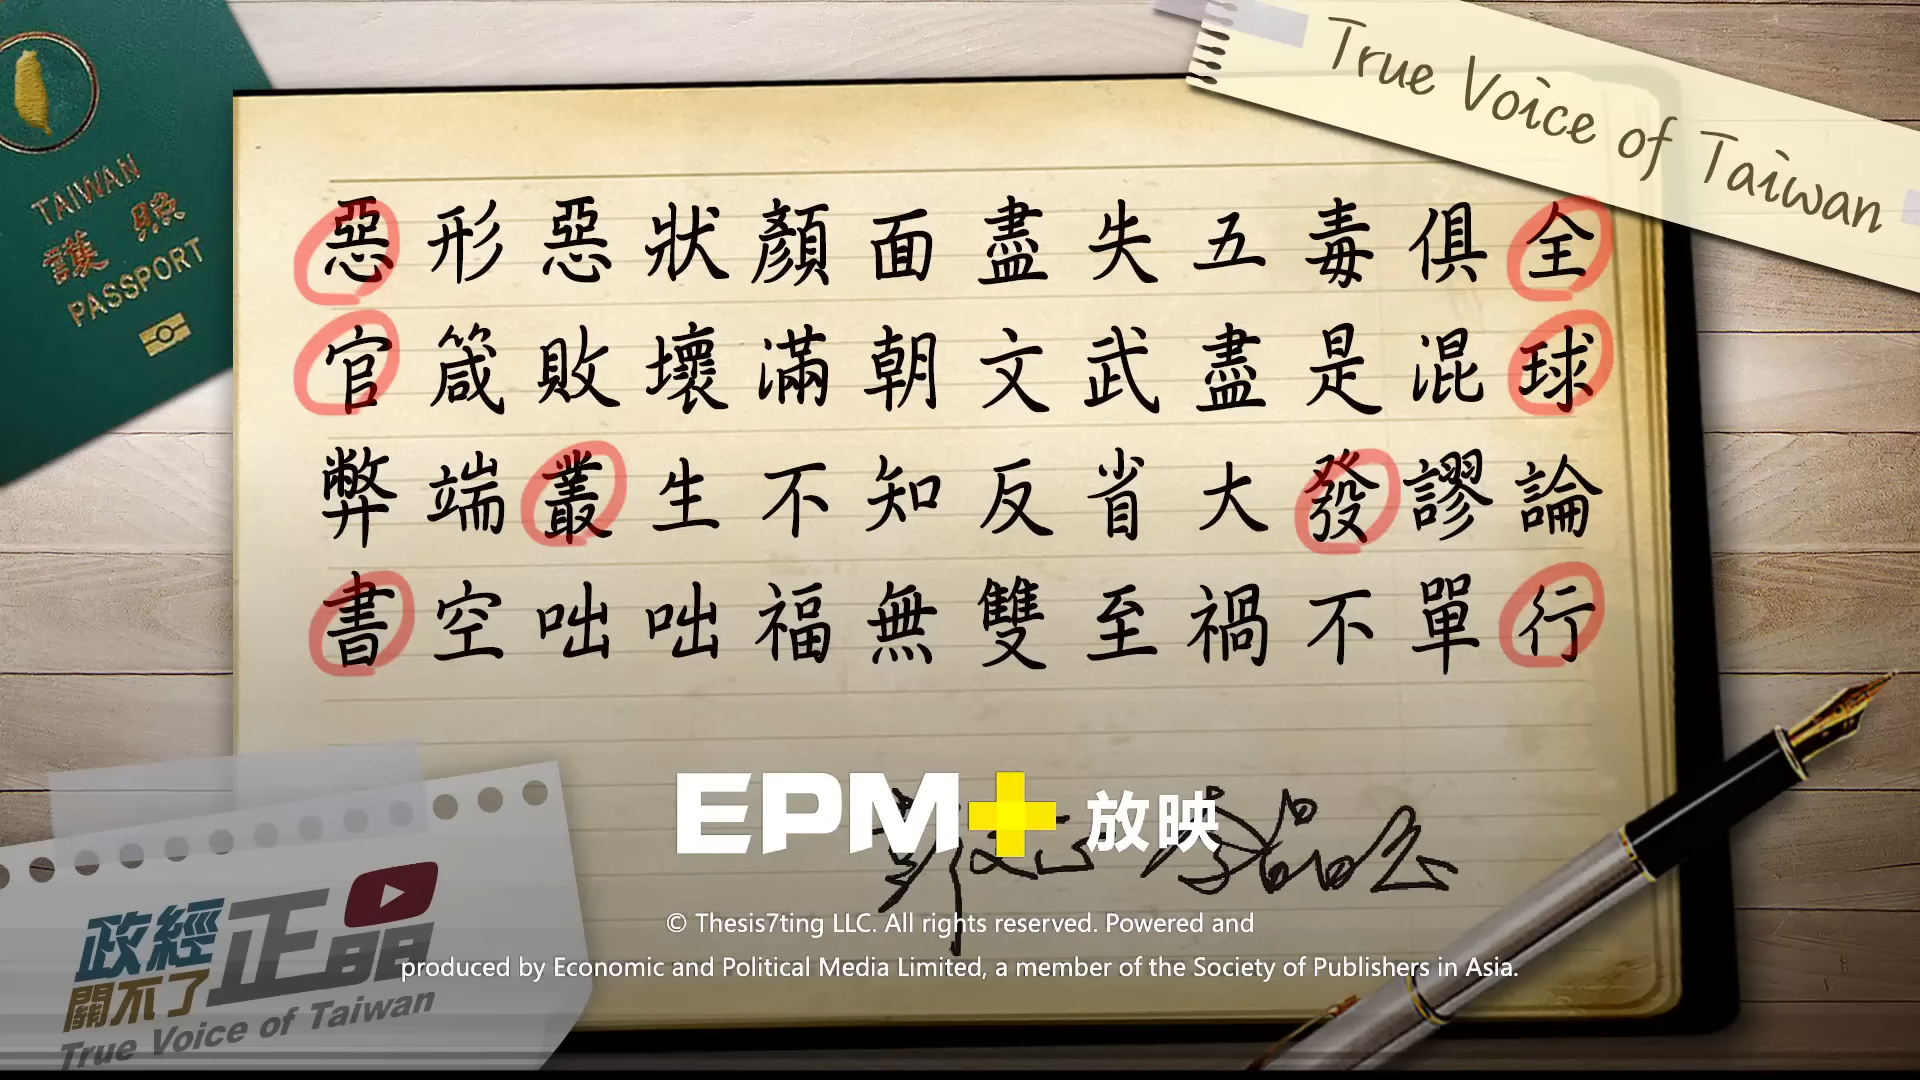 True Voice of Taiwan
TAIWAN
護照
PASSPORT
惡形惡狀顏面盡失五毒俱全
官箴敗壞滿朝文武盡是混球
弊端叢生不知反省大發謬論
書空咄咄福無雙至禍不單行
EPM+放映
© Thesis7ting LLC. All rights reserved. Powered and
produced by Economic and Political Media Limited, a member of the Society of Publishers in Asia.
政經
關不了
正晶
True Voice of Taiwan